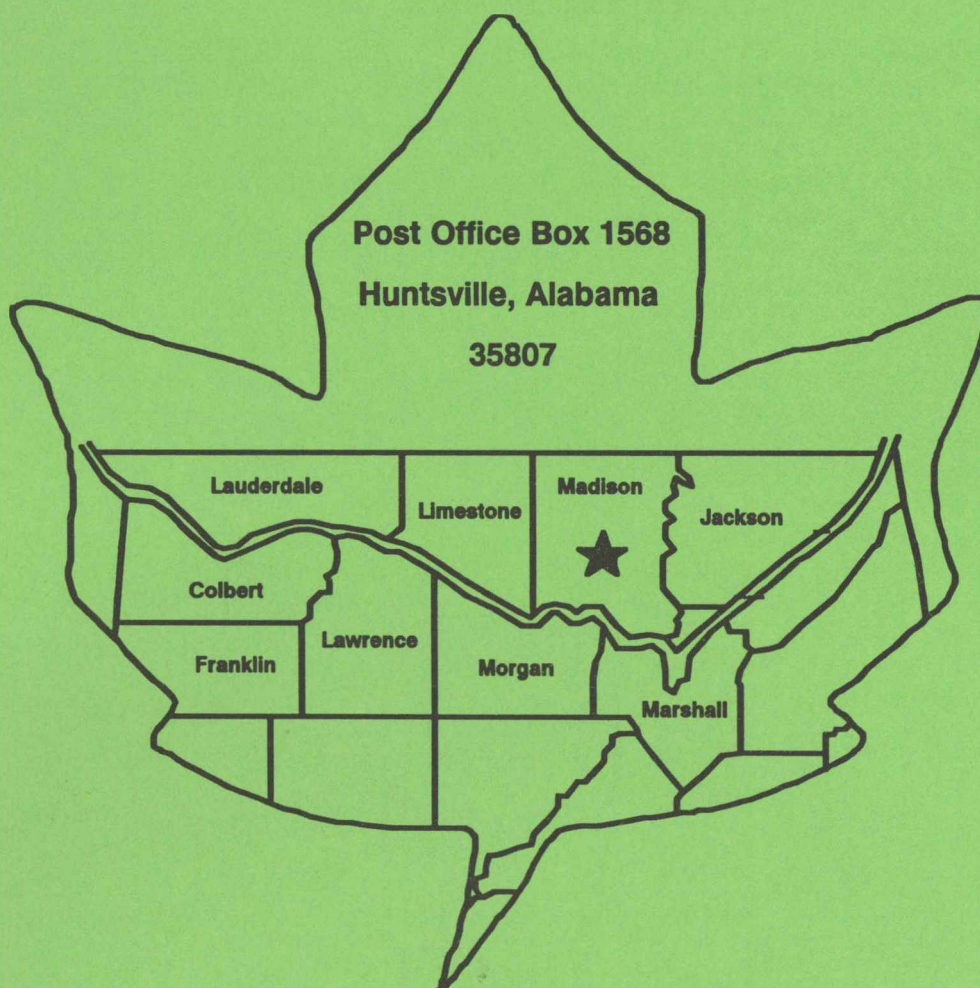 Post Office Box 1568
Huntsville, Alabama
35807
Lauderdale
Limestone
Madison
Jackson
Colbert
Lawrence
Franklin
Morgan
Marshall